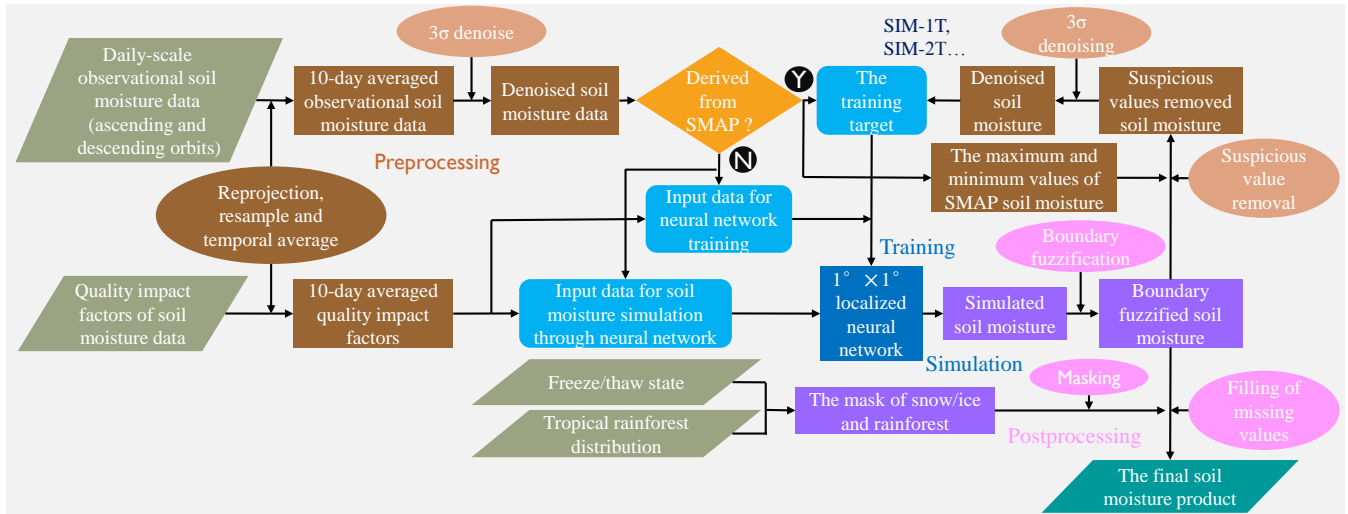 Daily-scale
observational soil
moisture data
(ascending and
descending orbits)
3σ denoise
10-day averaged
observational soil
moisture data
Denoised soil
moisture data
Preprocessing
Derived
from
SMAP ?
Y
N
SIM-1T,
SIM-2T…
The
training
target
3σ
denoising
Denoised
soil
moisture
Suspicious
values removed
soil moisture
The maximum and
minimum values of
SMAP soil moisture
Suspicious
value
removal
Reprojection,
resample and
temporal average
Input data for
neural network
training
Training
Boundary
fuzzification
Quality impact
factors of soil
moisture data
10-day averaged
quality impact
factors
Input data for soil
moisture simulation
through neural network
1° ×1°
localized
neural
network
Simulated
soil moisture
Boundary
fuzzified soil
moisture
Simulation
Freeze/thaw state
Tropical rainforest
distribution
The mask of snow/ice
and rainforest
Masking
Postprocessing
Filling of
missing
values
The final soil
moisture product